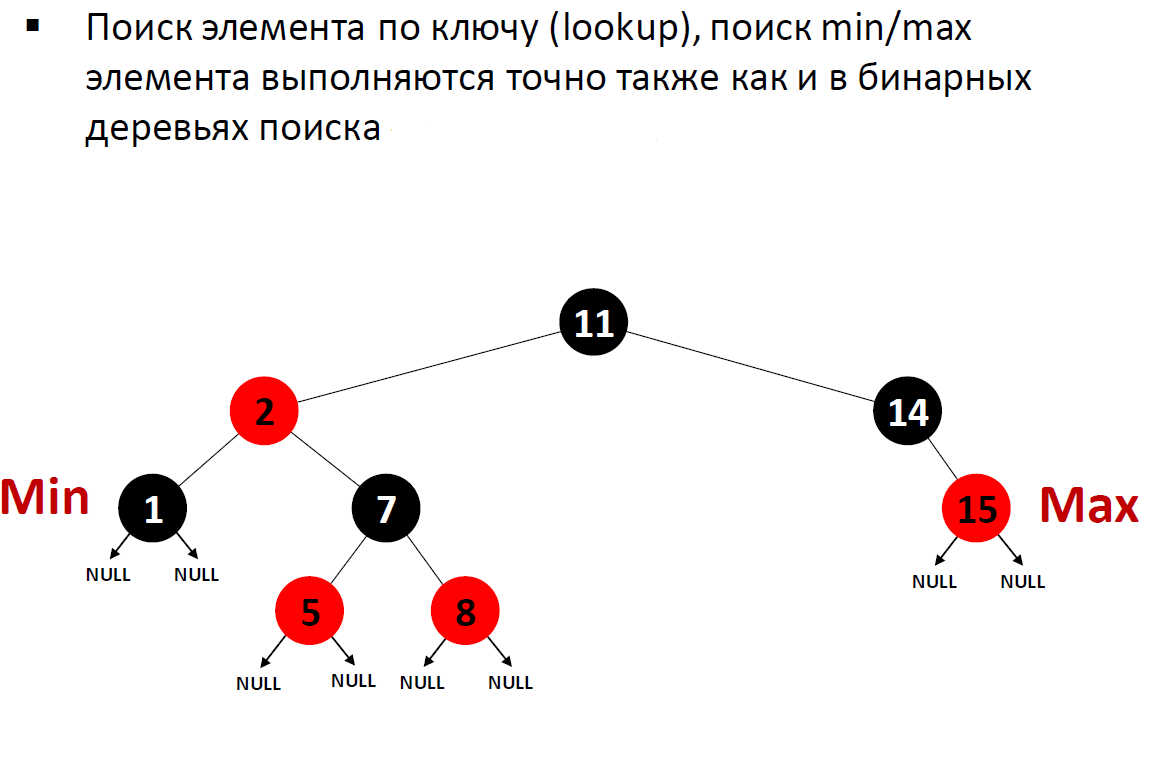 ▪ Поиск элемента по ключу (lookup), поиск min/max
элемента выполняются точно также как и в бинарных
деревьях поиска
11
2
14
Min
1
7
15
Max
NULL
NULL
5
8
NULL
NULL
NULL
NULL
NULL
NULL